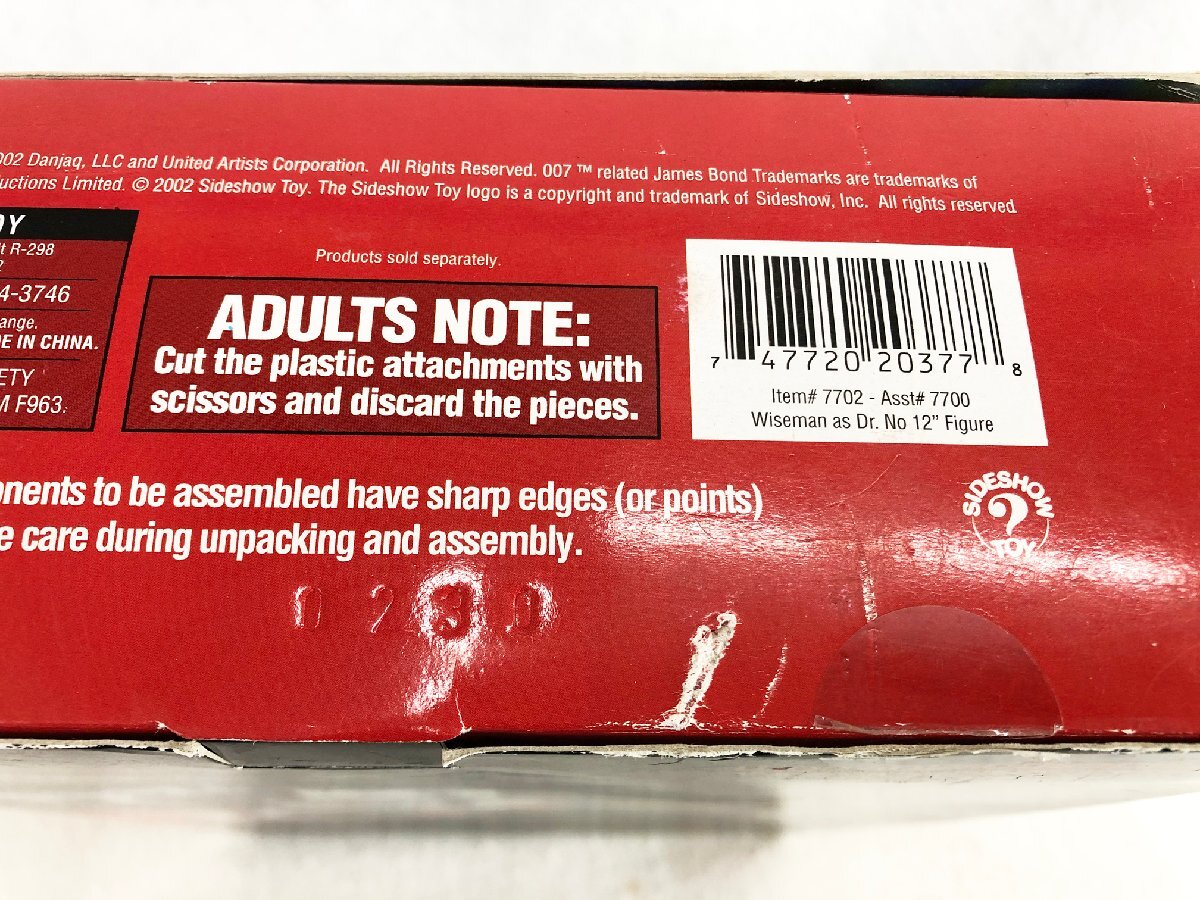 002 Danjaq, LLC and United Artists Corporation. All Rights Reserved. 007 ™ related James Bond Trademarks are trademarks of
uctions Limited. © 2002 Sideshow Toy. The Sideshow Toy logo is a copyright and trademark of Sideshow, Inc. All rights reserved
OY
it R-298
4-3746
ange.
DE IN CHINA.
ETY
M F963.
Products sold separately.
ADULTS NOTE:
Cut the plastic attachments with
scissors and discard the pieces.
7 47720 20377 8
Item# 7702 - Asst# 7700
Wiseman as Dr. No 12" Figure
onents to be assembled have sharp edges (or points)
e care during unpacking and assembly.
SIDESHOW
?
TOY